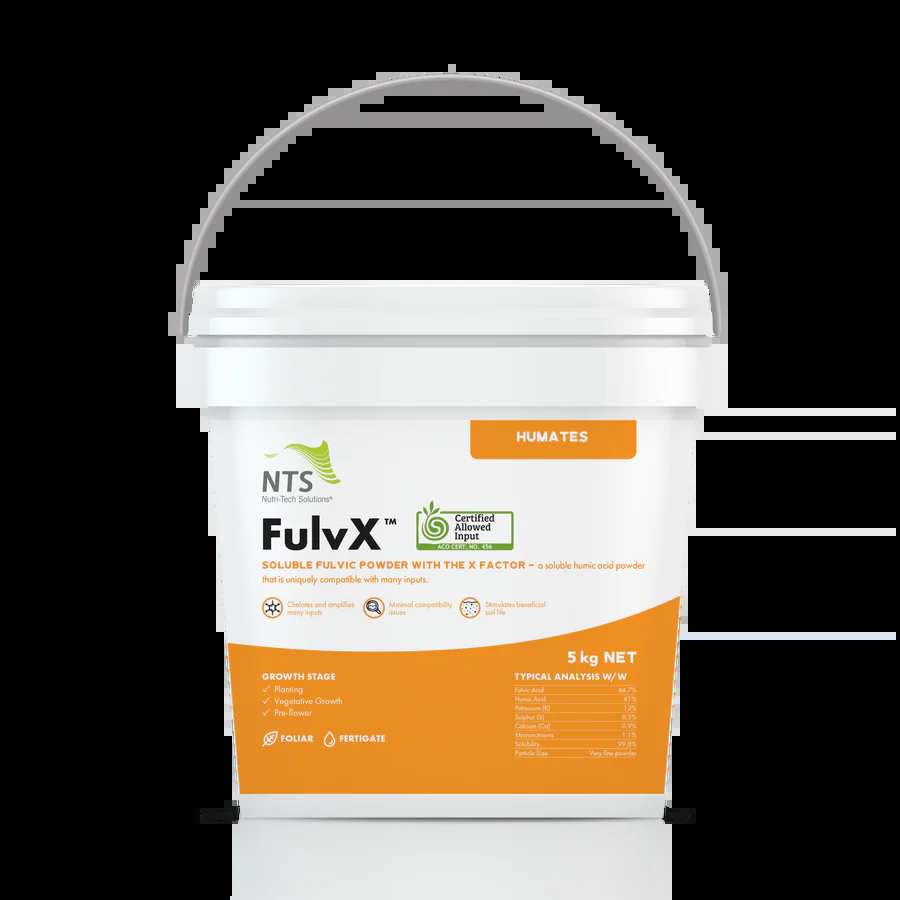 HUMATES
NTS
Nutri-Tech Solutions®
FulvX™
Certified
Allowed
Input
ACO CERT. NO. 456
SOLUBLE FULVIC POWDER WITH THE X FACTOR – a soluble humic acid powder
that is uniquely compatible with many inputs.
Chelates and amplifies
many inputs
Minimal compatibility
issues
Stimulates beneficial
soil life
5 kg NET
GROWTH STAGE
✓ Planting
✓ Vegetative Growth
✓ Pre-flower
FOLIAR
FERTIGATE
TYPICAL ANALYSIS W/W
Fulvic Acid 44.7%
Humic Acid 41%
Potassium (K) 12%
Sulphur (S) 0.3%
Calcium (Ca) 0.9%
Micronutrients 1.1%
Solubility 99.8%
Particle Size Very fine powder